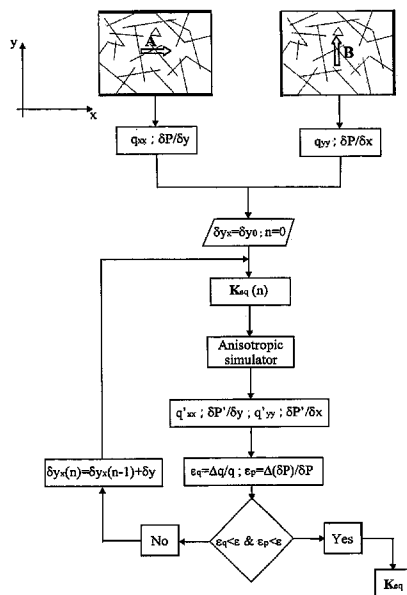 y
A
B
x
qxx ; δP/δy
qyy ; δP/δx
δyx=δy0 ; n=0
Keq (n)
Anisotropic
simulator
q'xx ; δP'/δy ; q'yy ; δP'/δx
δyx(n)=δyx(n-1)+δy
εq=Δq/q ; εp=Δ(δP)/δP
No
εq<ε & εp<ε
Yes
Keq